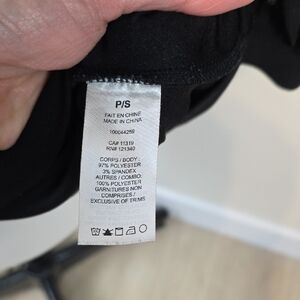 P/S
FAIT EN CHINE
MADE IN CHINA
100044259
CA# 11319
RN# 121340
CORPS / BODY :
97% POLYESTER
3% SPANDEX
AUTRES / COMBO:
100% POLYESTER
GARNITURES NON
COMPRISES /
EXCLUSIVE OF TRIMS